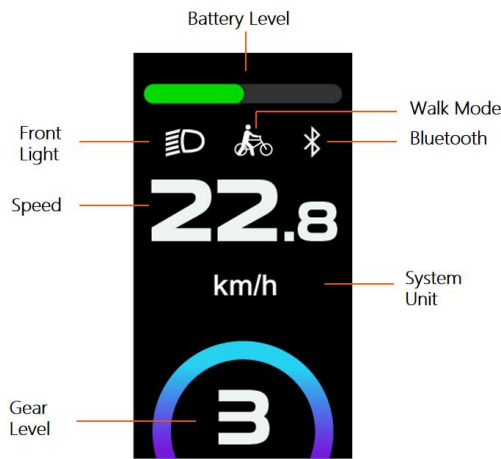 Battery Level
Walk Mode
Front
Light
Bluetooth
Speed
22.8
km/h
System
Unit
Gear
Level
3